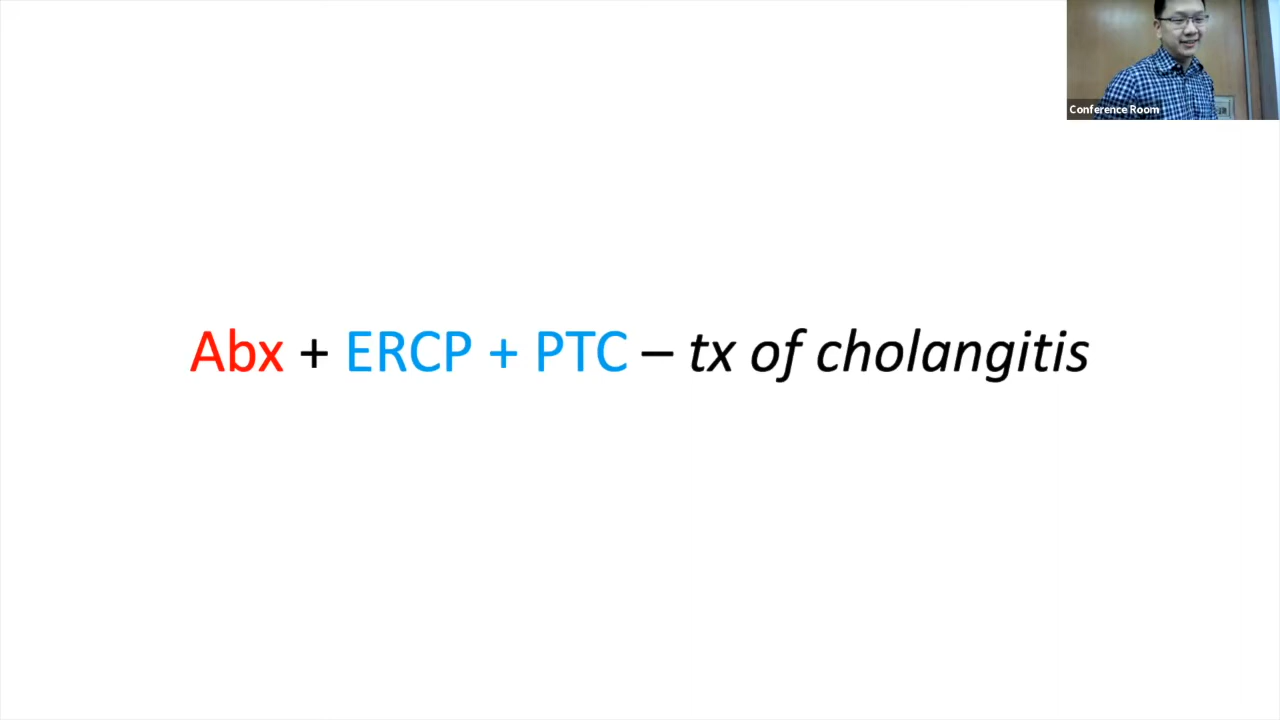 Conference Room
Abx + ERCP + PTC – tx of cholangitis